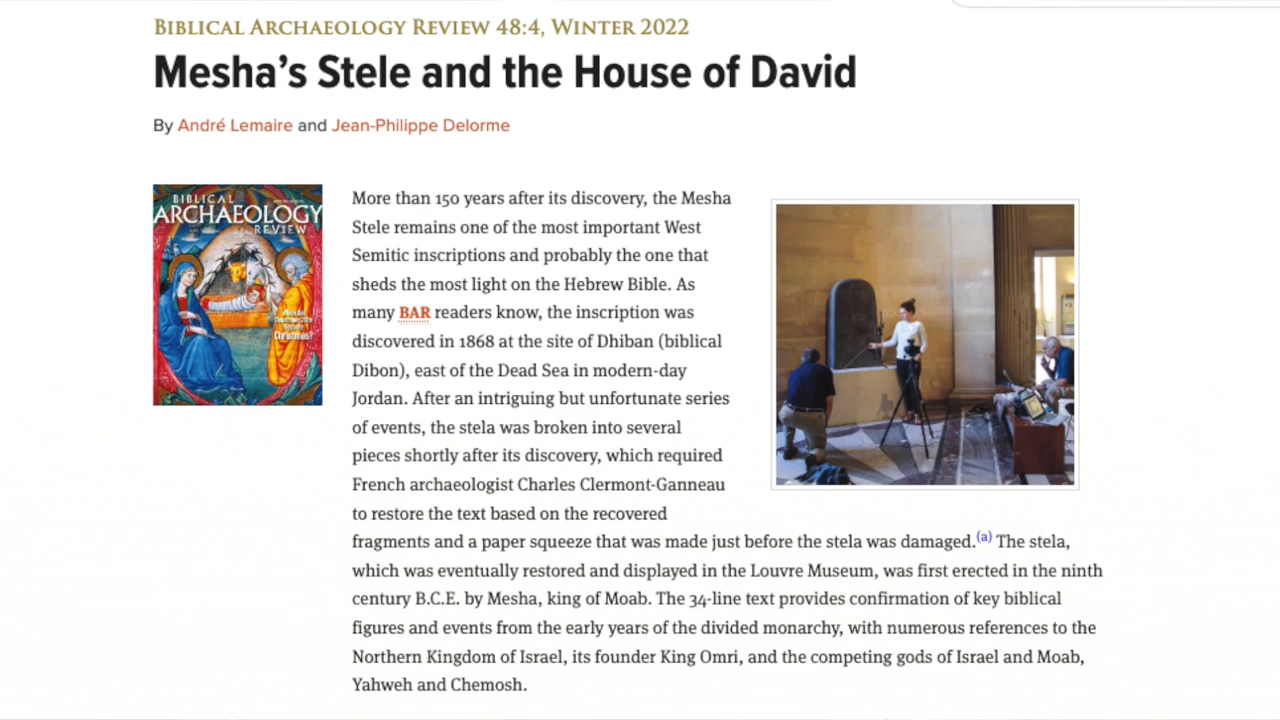 BIBLICAL ARCHAEOLOGY REVIEW 48:4, WINTER 2022
Mesha's Stele and the House of David
By André Lemaire and Jean-Philippe Delorme
BIBLICAL
ARCHAEOLOGY
REVIEW
Christmas?
More than 150 years after its discovery, the Mesha
Stele remains one of the most important West
Semitic inscriptions and probably the one that
sheds the most light on the Hebrew Bible. As
many BAR readers know, the inscription was
discovered in 1868 at the site of Dhiban (biblical
Dibon), east of the Dead Sea in modern-day
Jordan. After an intriguing but unfortunate series
of events, the stela was broken into several
pieces shortly after its discovery, which required
French archaeologist Charles Clermont-Ganneau
to restore the text based on the recovered
fragments and a paper squeeze that was made just before the stela was damaged.(a) The stela,
which was eventually restored and displayed in the Louvre Museum, was first erected in the ninth
century B.C.E. by Mesha, king of Moab. The 34-line text provides confirmation of key biblical
figures and events from the early years of the divided monarchy, with numerous references to the
Northern Kingdom of Israel, its founder King Omri, and the competing gods of Israel and Moab,
Yahweh and Chemosh.